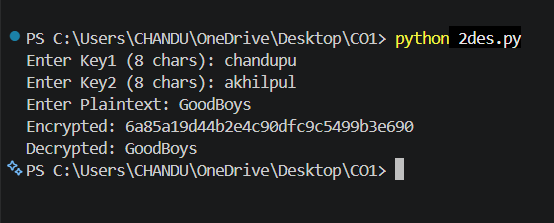 PS C:\Users\CHANDU\OneDrive\Desktop\CO1> python 2des.py
Enter Key1 (8 chars): chandupu
Enter Key2 (8 chars): akhilpul
Enter Plaintext: GoodBoys
Encrypted: 6a85a19d44b2e4c90dfc9c5499b3e690
Decrypted: GoodBoys
PS C:\Users\CHANDU\OneDrive\Desktop\CO1>